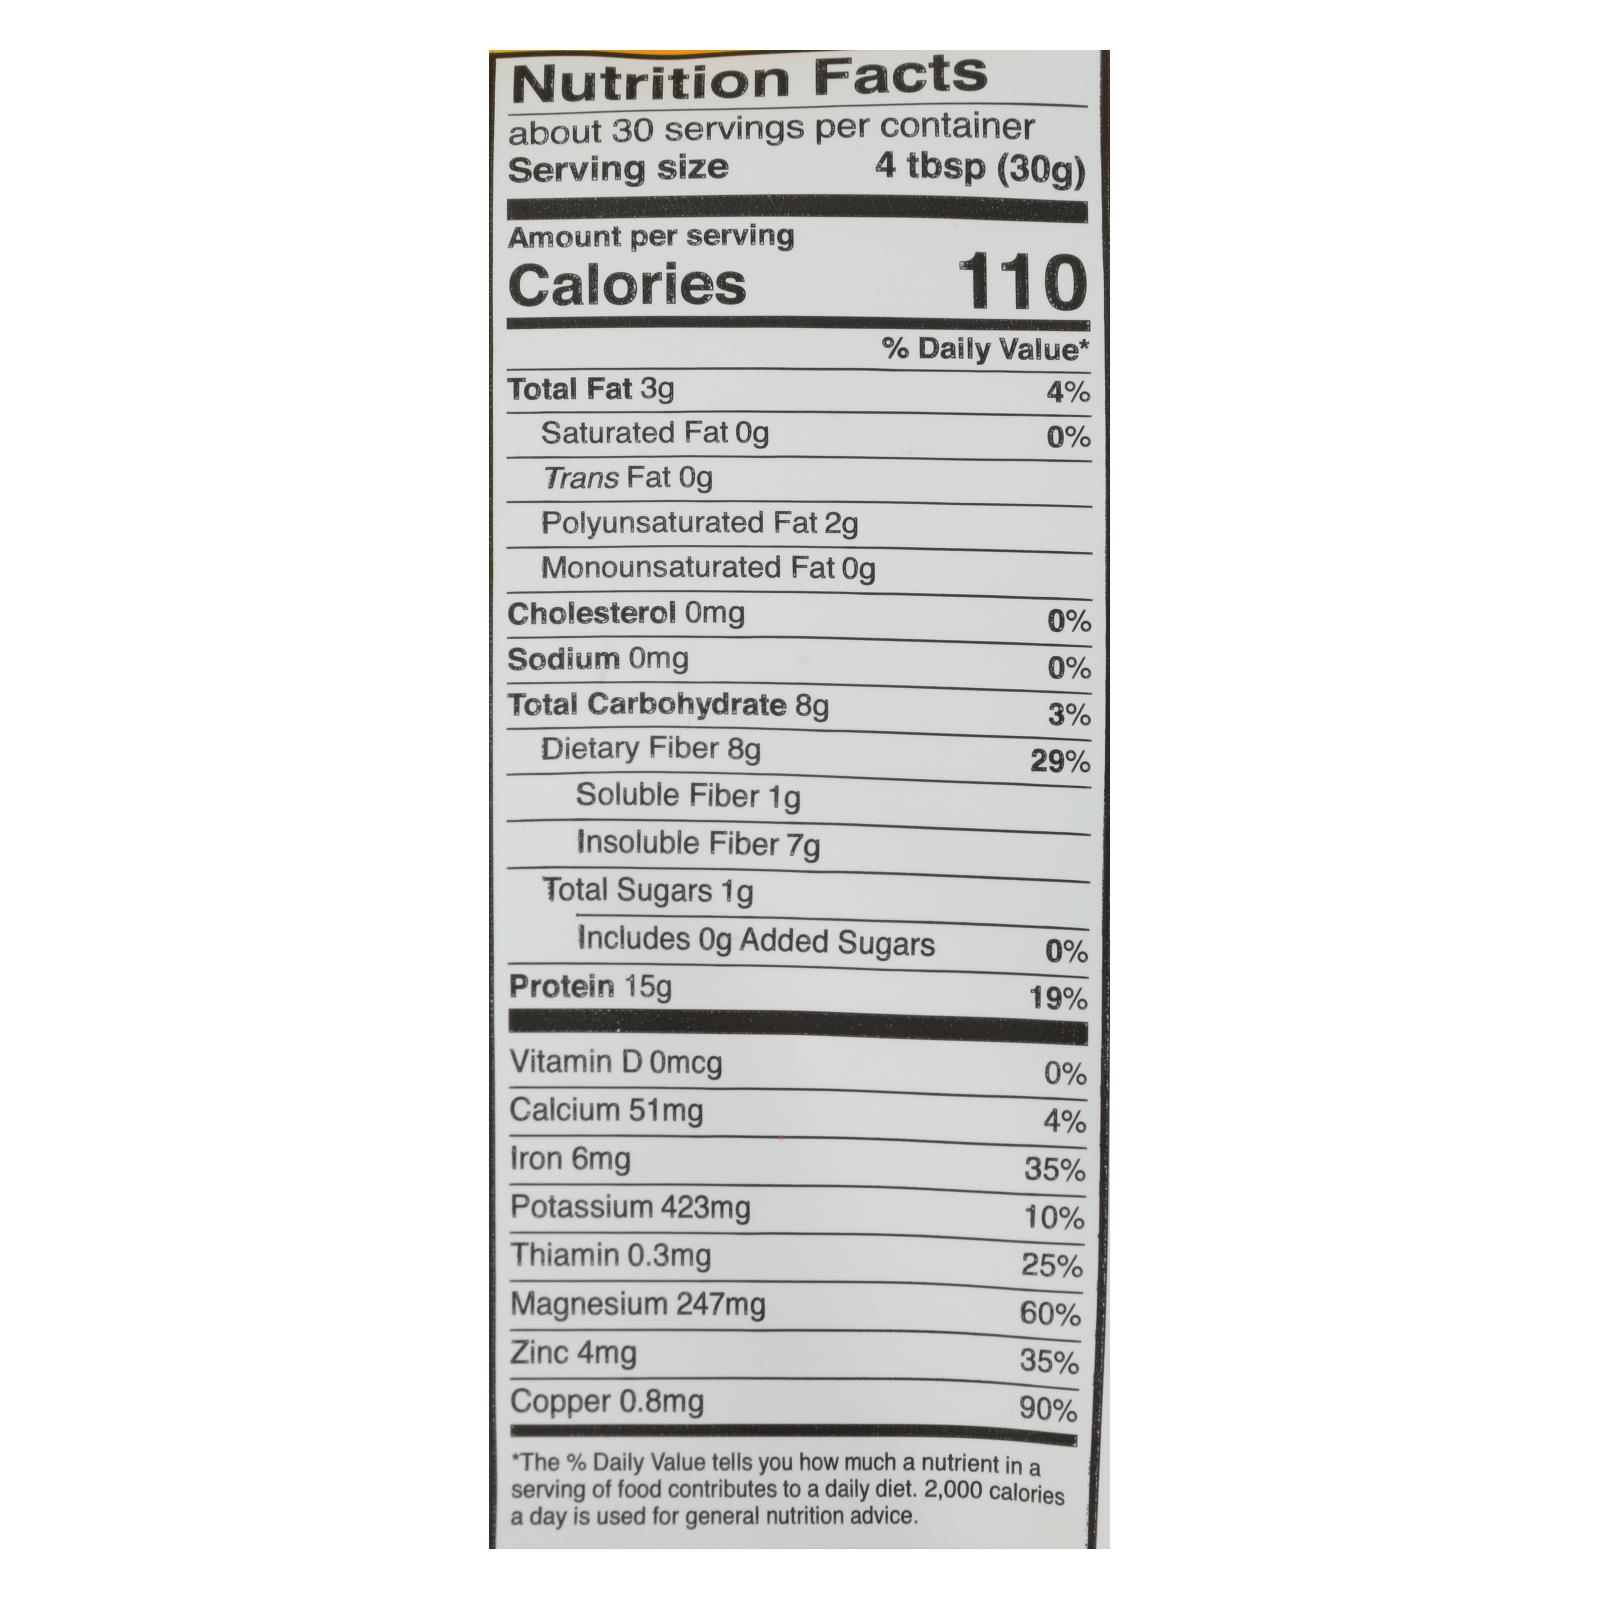 Nutrition Facts
about 30 servings per container
Serving size 4 tbsp (30g)
Amount per serving
Calories 110
% Daily Value*
Total Fat 3g 4%
Saturated Fat 0g 0%
Trans Fat 0g
Polyunsaturated Fat 2g
Monounsaturated Fat 0g
Cholesterol 0mg 0%
Sodium 0mg 0%
Total Carbohydrate 8g 3%
Dietary Fiber 8g 29%
Soluble Fiber 1g
Insoluble Fiber 7g
Total Sugars 1g
Includes 0g Added Sugars 0%
Protein 15g 19%
Vitamin D 0mcg 0%
Calcium 51mg 4%
Iron 6mg 35%
Potassium 423mg 10%
Thiamin 0.3mg 25%
Magnesium 247mg 60%
Zinc 4mg 35%
Copper 0.8mg 90%
*The % Daily Value tells you how much a nutrient in a
serving of food contributes to a daily diet. 2,000 calories
a day is used for general nutrition advice.